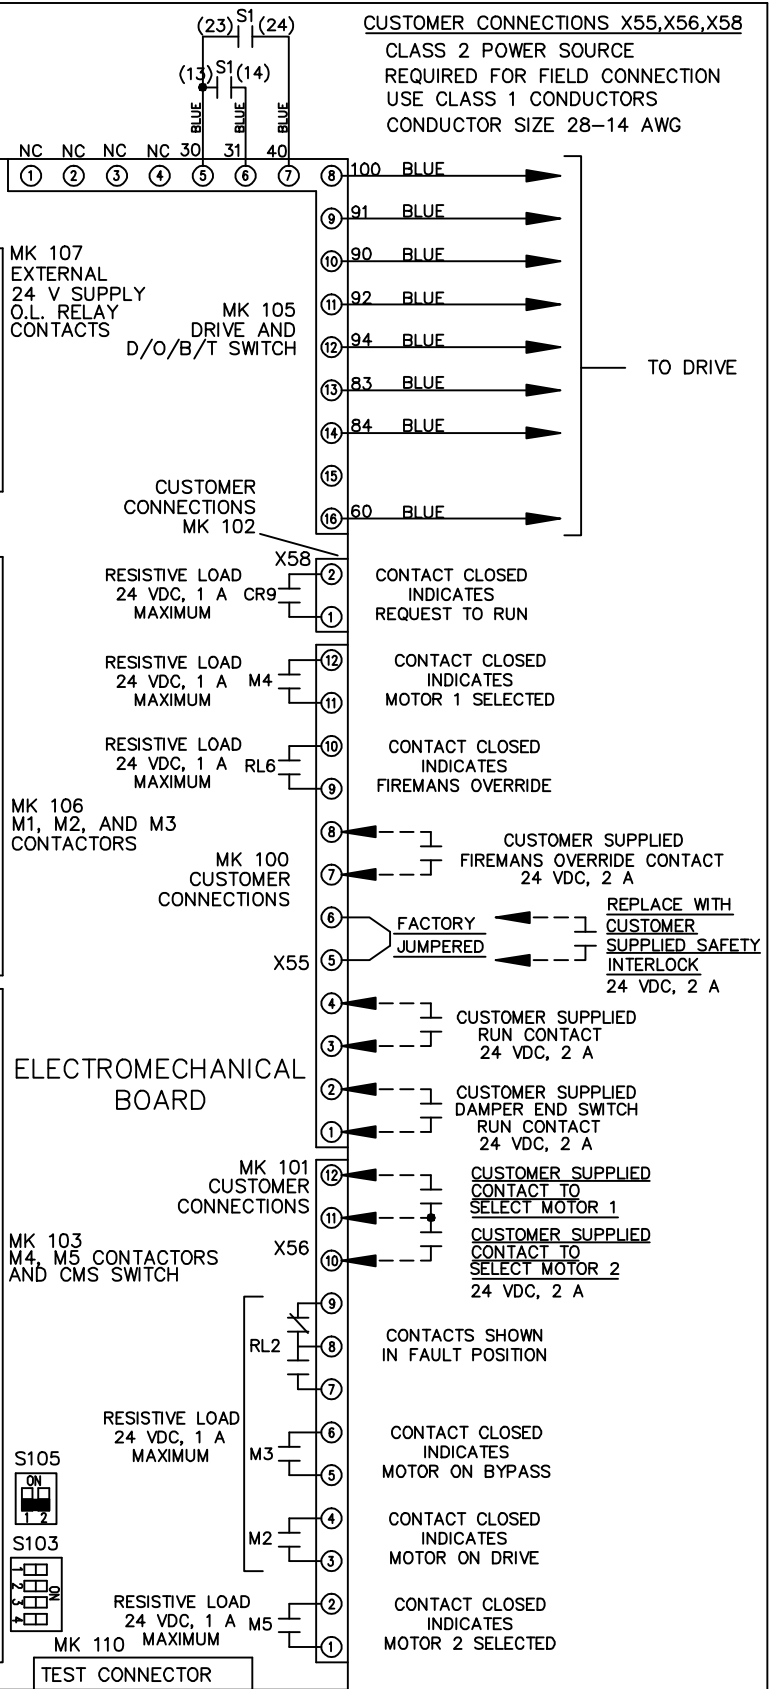 CUSTOMER CONNECTIONS X55,X56,X58
CLASS 2 POWER SOURCE
REQUIRED FOR FIELD CONNECTION
USE CLASS 1 CONDUCTORS
CONDUCTOR SIZE 28–14 AWG
(23) S1 (24)
(13) S1 (14)
BLUE BLUE BLUE
NC NC NC NC 30 31 40
1 2 3 4 5 6 7 8 100 BLUE
9 91 BLUE
10 90 BLUE
11 92 BLUE
12 94 BLUE
13 83 BLUE
14 84 BLUE
15
16 60 BLUE
TO DRIVE
MK 107
EXTERNAL
24 V SUPPLY
O.L. RELAY
CONTACTS
MK 105
DRIVE AND
D/O/B/T SWITCH
CUSTOMER
CONNECTIONS
MK 102
X58
RESISTIVE LOAD
24 VDC, 1 A
MAXIMUM
CR9
2
1
CONTACT CLOSED
INDICATES
REQUEST TO RUN
RESISTIVE LOAD
24 VDC, 1 A
MAXIMUM
M4
12
11
CONTACT CLOSED
INDICATES
MOTOR 1 SELECTED
RESISTIVE LOAD
24 VDC, 1 A
MAXIMUM
RL6
10
9
CONTACT CLOSED
INDICATES
FIREMANS OVERRIDE
MK 106
M1, M2, AND M3
CONTACTORS
MK 100
CUSTOMER
CONNECTIONS
8
7
CUSTOMER SUPPLIED
FIREMANS OVERRIDE CONTACT
24 VDC, 2 A
6
5
X55
FACTORY
JUMPERED
REPLACE WITH
CUSTOMER
SUPPLIED SAFETY
INTERLOCK
24 VDC, 2 A
4
3
CUSTOMER SUPPLIED
RUN CONTACT
24 VDC, 2 A
ELECTROMECHANICAL
BOARD
2
1
CUSTOMER SUPPLIED
DAMPER END SWITCH
RUN CONTACT
24 VDC, 2 A
MK 101
CUSTOMER
CONNECTIONS
X56
12
11
10
CUSTOMER SUPPLIED
CONTACT TO
SELECT MOTOR 1
CUSTOMER SUPPLIED
CONTACT TO
SELECT MOTOR 2
24 VDC, 2 A
MK 103
M4, M5 CONTACTORS
AND CMS SWITCH
RL2
9
8
7
CONTACTS SHOWN
IN FAULT POSITION
RESISTIVE LOAD
24 VDC, 1 A
MAXIMUM
M3
6
5
CONTACT CLOSED
INDICATES
MOTOR ON BYPASS
M2
4
3
CONTACT CLOSED
INDICATES
MOTOR ON DRIVE
S105
ON
1 2
S103
1
2
3
4
ON
RESISTIVE LOAD
24 VDC, 1 A
MAXIMUM
M5
2
1
CONTACT CLOSED
INDICATES
MOTOR 2 SELECTED
MK 110
TEST CONNECTOR